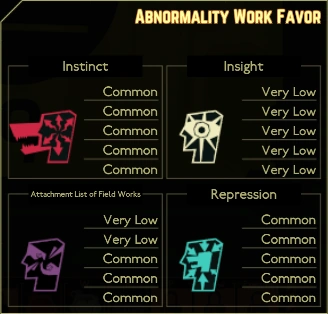 Abnormality Work Favor
Instinct
Common
Common
Common
Common
Common
Insight
Very Low
Very Low
Very Low
Very Low
Very Low
Attachment List of Field Works
Very Low
Very Low
Common
Common
Common
Repression
Common
Common
Common
Common
Common